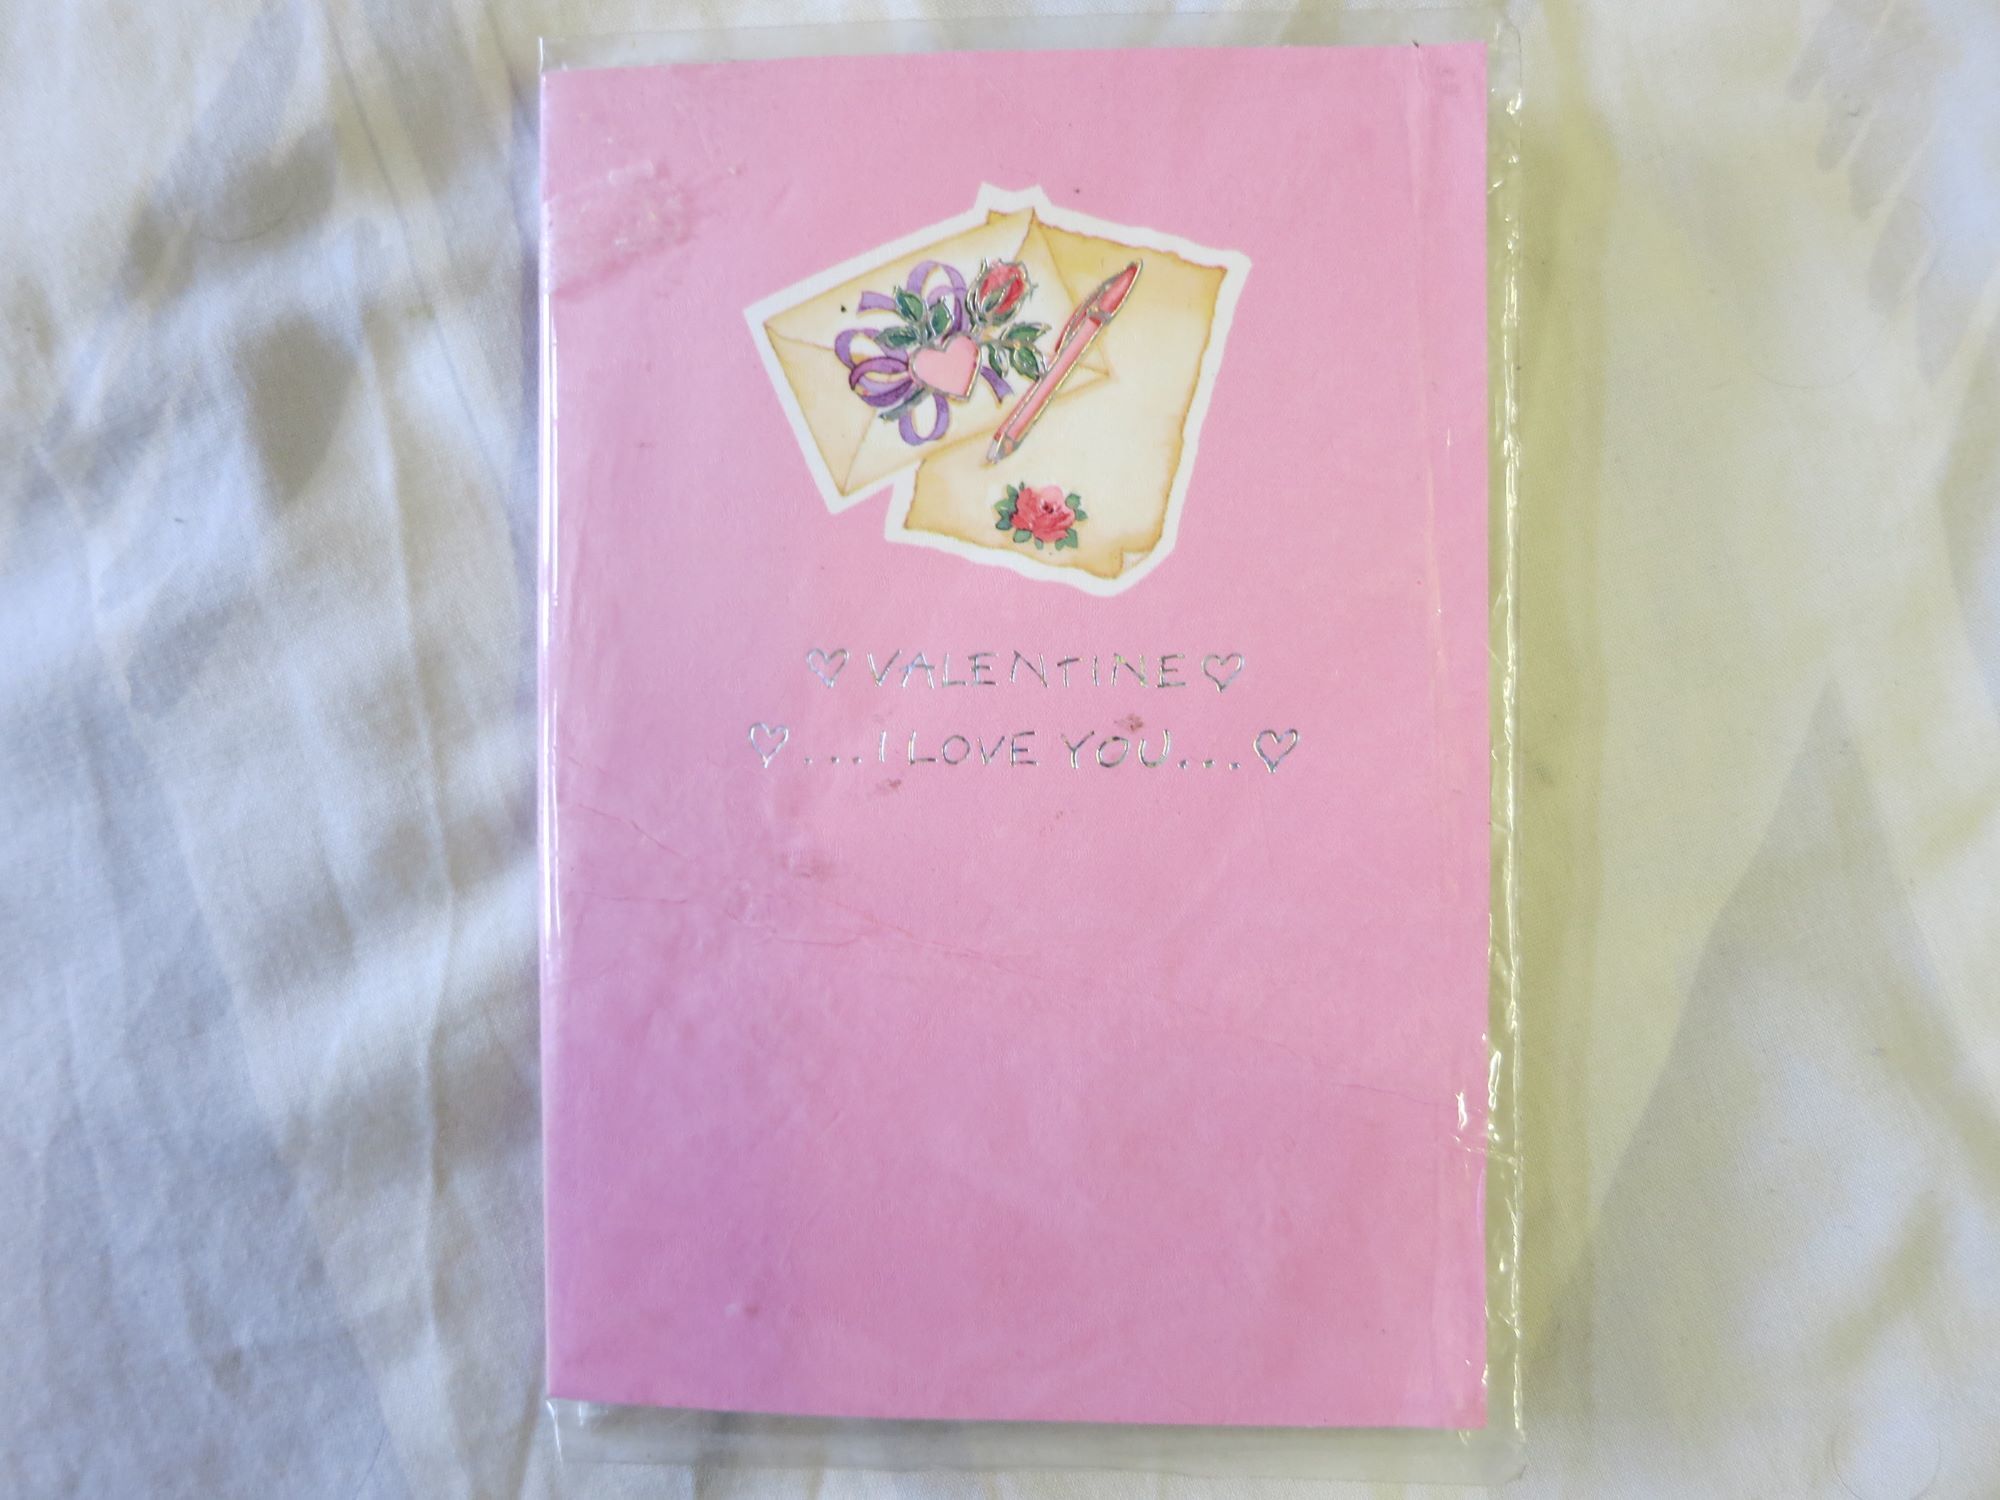 ♡ VALENTINE ♡
♡ ...I LOVE YOU... ♡